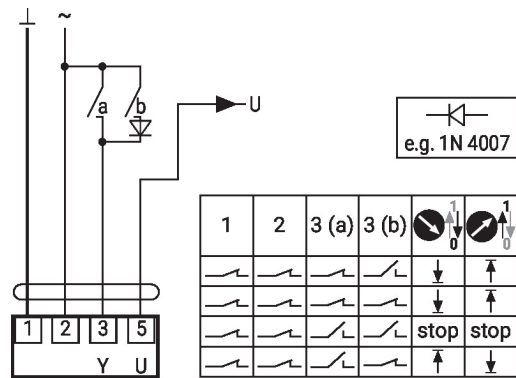 ⊥ ~
a b
U
e.g. 1N 4007
1 2 3 (a) 3 (b) 1 0 1 0
stop stop
1 2 3 5
Y U